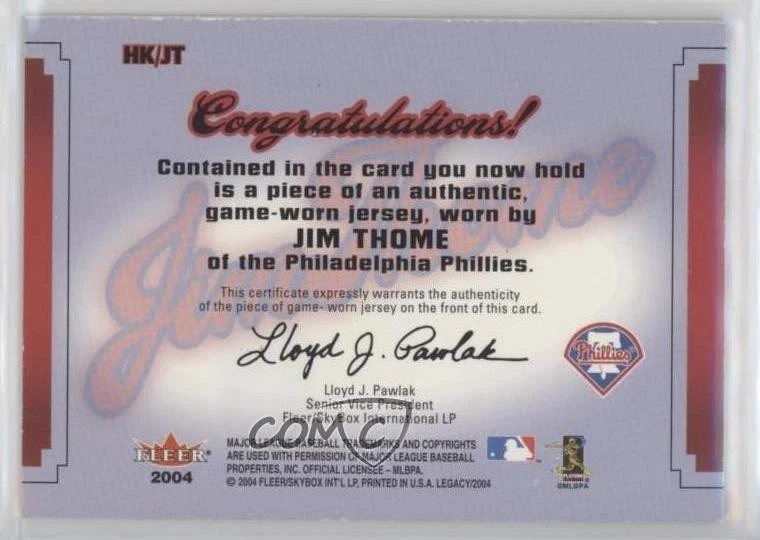 HK/JT
Congratulations!
Contained in the card you now hold
is a piece of an authentic,
game-worn jersey, worn by
JIM THOME
of the Philadelphia Phillies.
This certificate expressly warrants the authenticity
of the piece of game- worn jersey on the front of this card.
Lloyd J. Pawlak
Phillies
Lloyd J. Pawlak
Senior Vice President
Fleer/SkyBox International LP
COMC
FLEER
2004
MAJOR LEAGUE BASEBALL TRADEMARKS AND COPYRIGHTS
ARE USED WITH PERMISSION OF MAJOR LEAGUE BASEBALL
PROPERTIES, INC. OFFICIAL LICENSEE – MLBPA.
© 2004 FLEER/SKYBOX INT'L LP, PRINTED IN U.S.A. LEGACY/2004
©MLBPA
Jim Thome